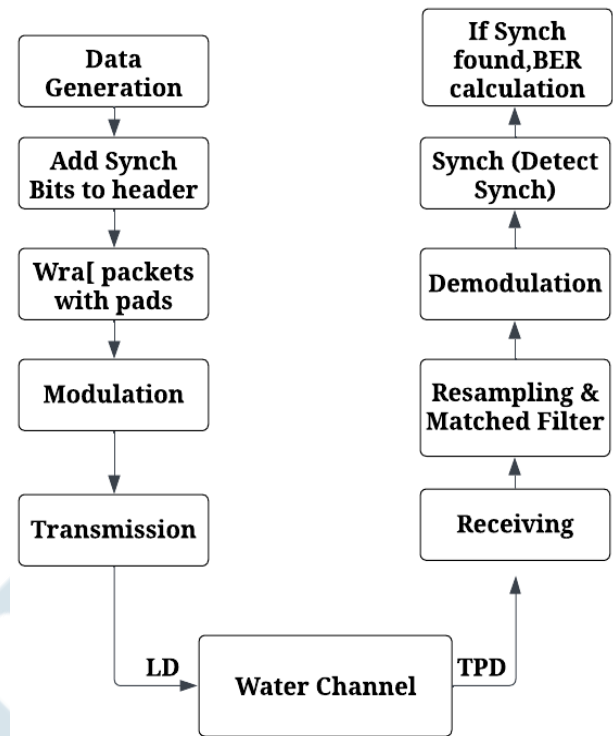 Data
Generation
Add Synch
Bits to header
Wra[ packets
with pads
Modulation
Transmission
LD
Water Channel
TPD
Receiving
Resampling &
Matched Filter
Demodulation
Synch (Detect
Synch)
If Synch
found,BER
calculation